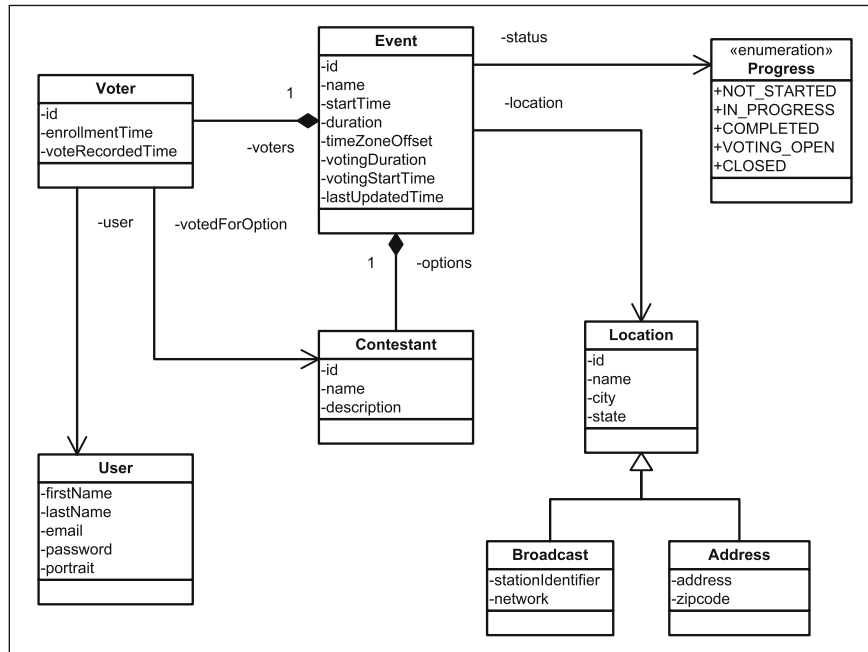 Event
-id
-name
-startTime
-duration
-timeZoneOffset
-votingDuration
-votingStartTime
-lastUpdatedTime
-status
«enumeration»
Progress
+NOT_STARTED
+IN_PROGRESS
+COMPLETED
+VOTING_OPEN
+CLOSED
Voter
-id
-enrollmentTime
-voteRecordedTime
1
-voters
-location
-user
-votedForOption
1
-options
Contestant
-id
-name
-description
Location
-id
-name
-city
-state
User
-firstName
-lastName
-email
-password
-portrait
Broadcast
-stationIdentifier
-network
Address
-address
-zipcode